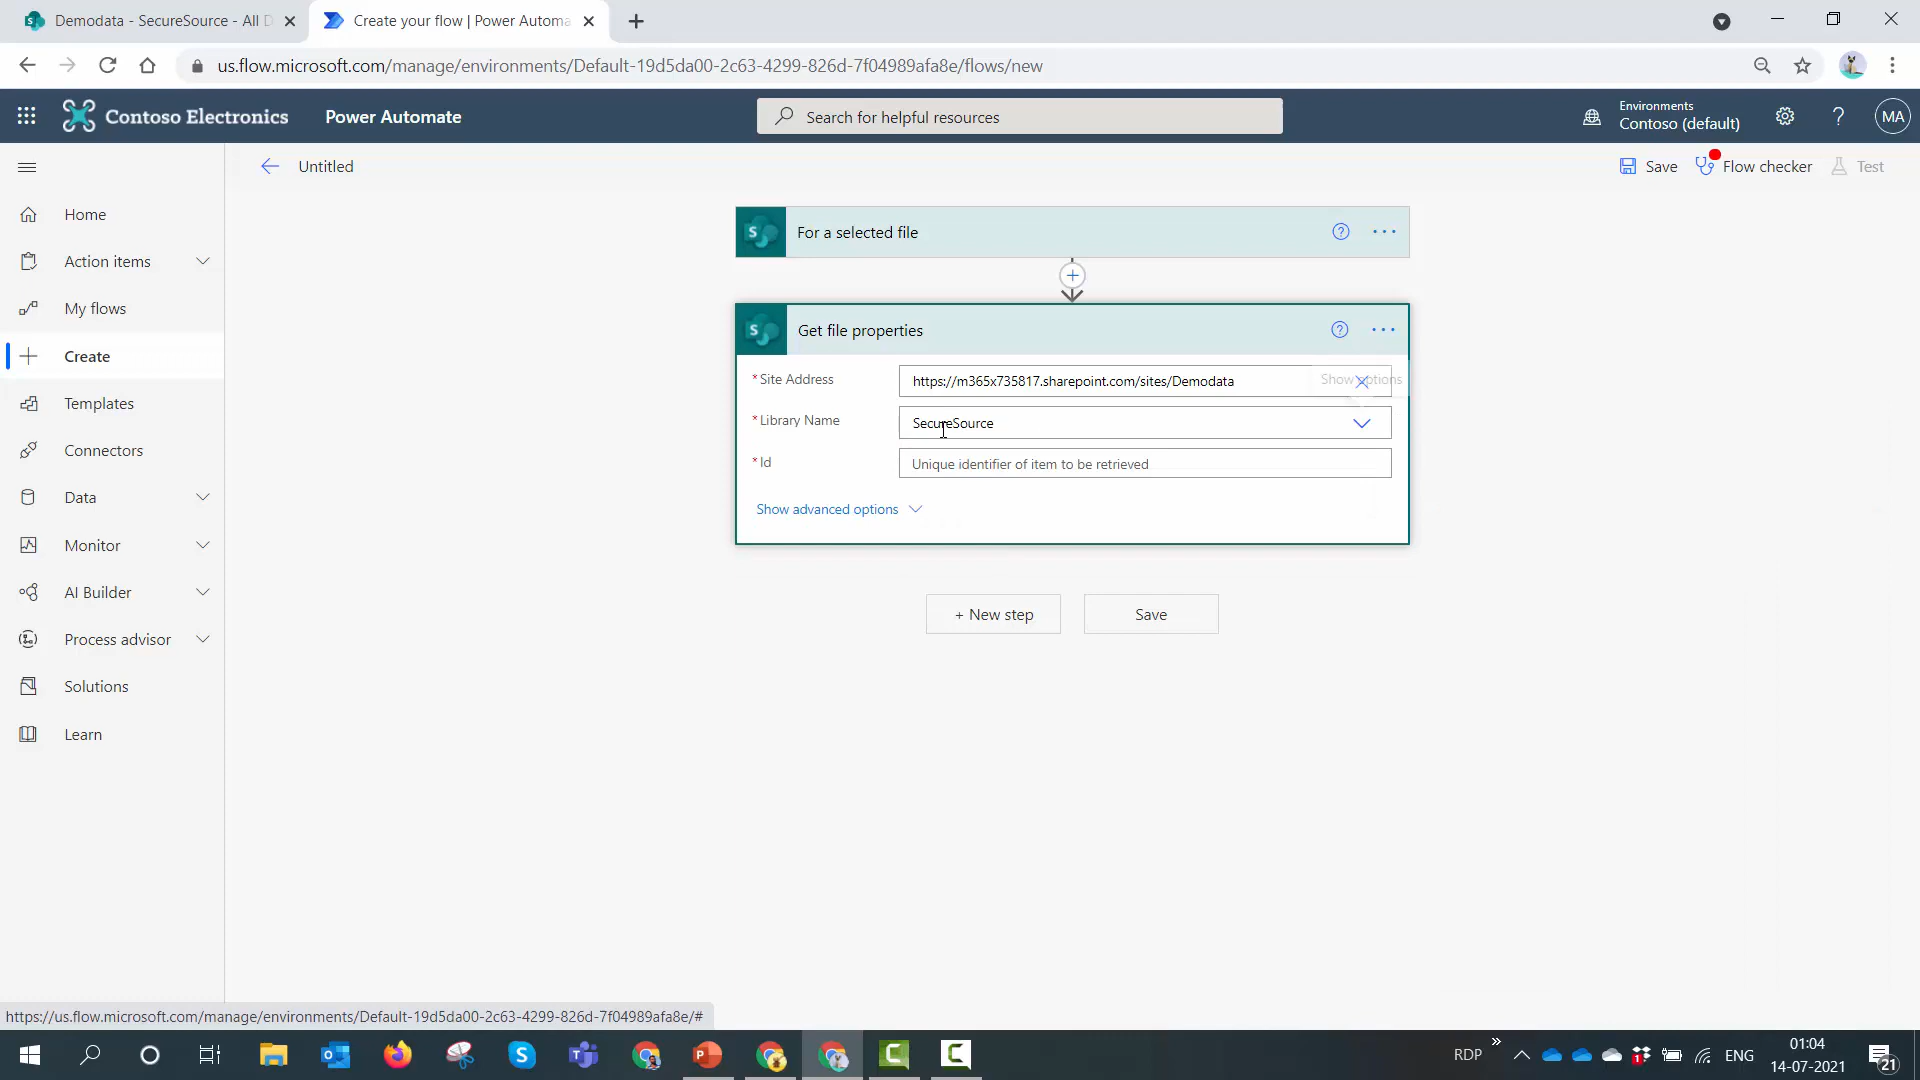 Demodata - SecureSource - All D
Create your flow | Power Automa
us.flow.microsoft.com/manage/environments/Default-19d5da00-2c63-4299-826d-7f04989afa8e/flows/new
Contoso Electronics
Power Automate
Search for helpful resources
Environments
Contoso (default)
?
MA
Untitled
Save
Flow checker
Test
Home
Action items
My flows
Create
Templates
Connectors
Data
Monitor
AI Builder
Process advisor
Solutions
Learn
S
For a selected file
?
S
Get file properties
?
* Site Address
https://m365x735817.sharepoint.com/sites/Demodata
Show options
* Library Name
SecureSource
* Id
Unique identifier of item to be retrieved
Show advanced options
+ New step
Save
https://us.flow.microsoft.com/manage/environments/Default-19d5da00-2c63-4299-826d-7f04989afa8e/#
RDP
ENG
01:04
14-07-2021
21